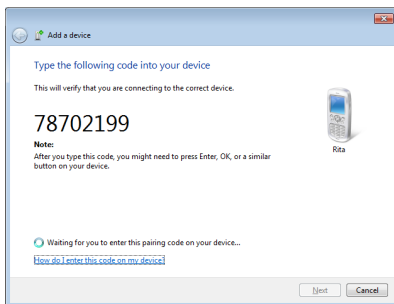 Add a device
Type the following code into your device
This will verify that you are connecting to the correct device.
78702199
Note:
After you type this code, you might need to press Enter, OK, or a similar
button on your device.
Rita
Waiting for you to enter this pairing code on your device...
How do I enter this code on my device?
Next Cancel